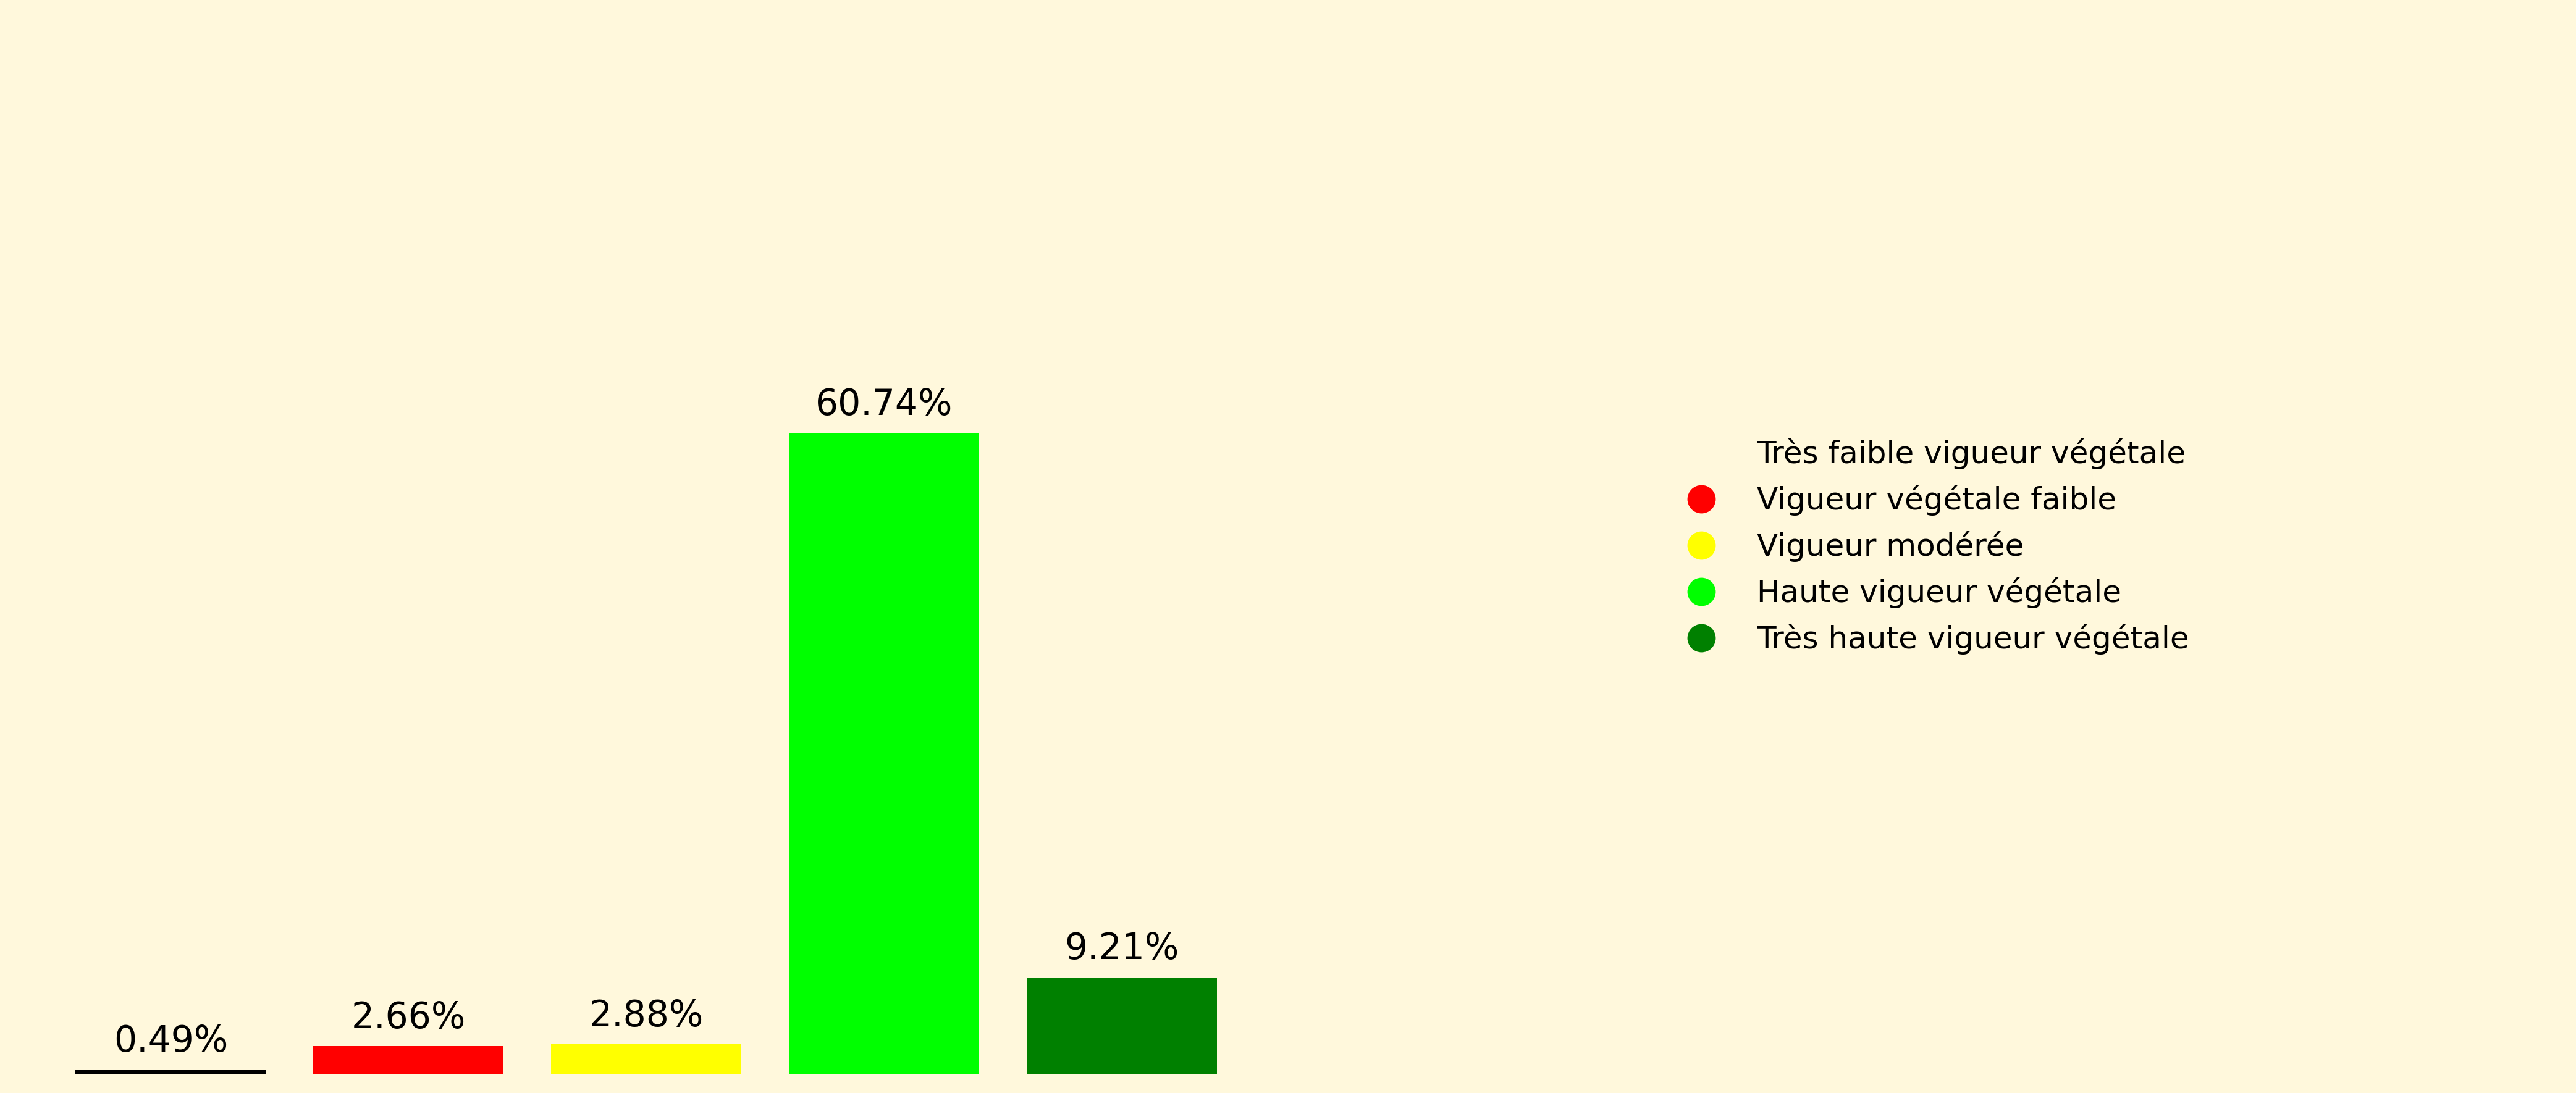 60.74%
9.21%
2.88%
2.66%
0.49%
Très faible vigueur végétale
Vigueur végétale faible
Vigueur modérée
Haute vigueur végétale
Très haute vigueur végétale